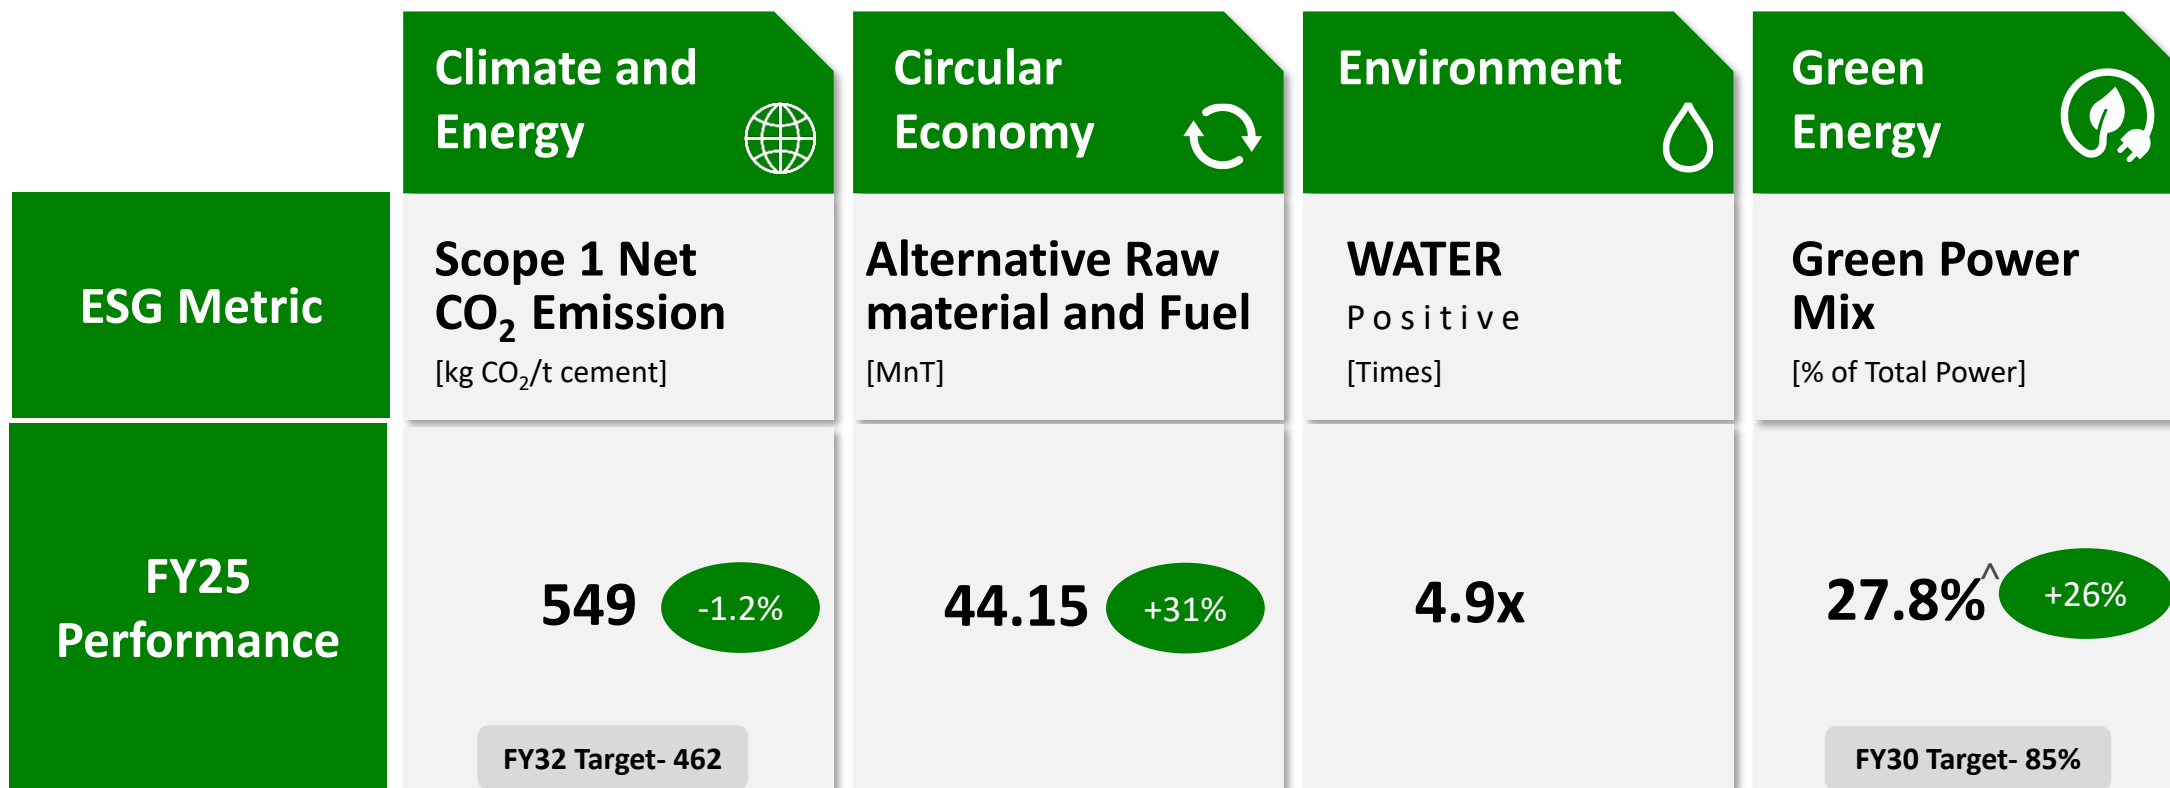 Climate and
Energy
Circular
Economy
Environment
Green
Energy
ESG Metric
Scope 1 Net
CO₂ Emission
[kg CO₂/t cement]
Alternative Raw
material and Fuel
[MnT]
WATER
Positive
[Times]
Green Power
Mix
[% of Total Power]
FY25
Performance
549
-1.2%
FY32 Target- 462
44.15
+31%
4.9x
27.8%^
+26%
FY30 Target- 85%